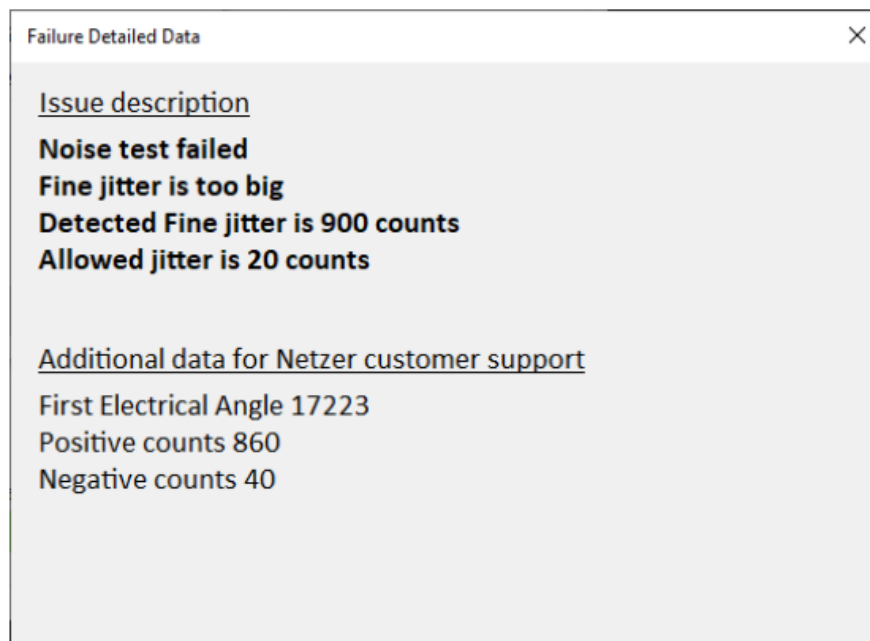 Failure Detailed Data
Issue description
Noise test failed
Fine jitter is too big
Detected Fine jitter is 900 counts
Allowed jitter is 20 counts
Additional data for Netzer customer support
First Electrical Angle 17223
Positive counts 860
Negative counts 40